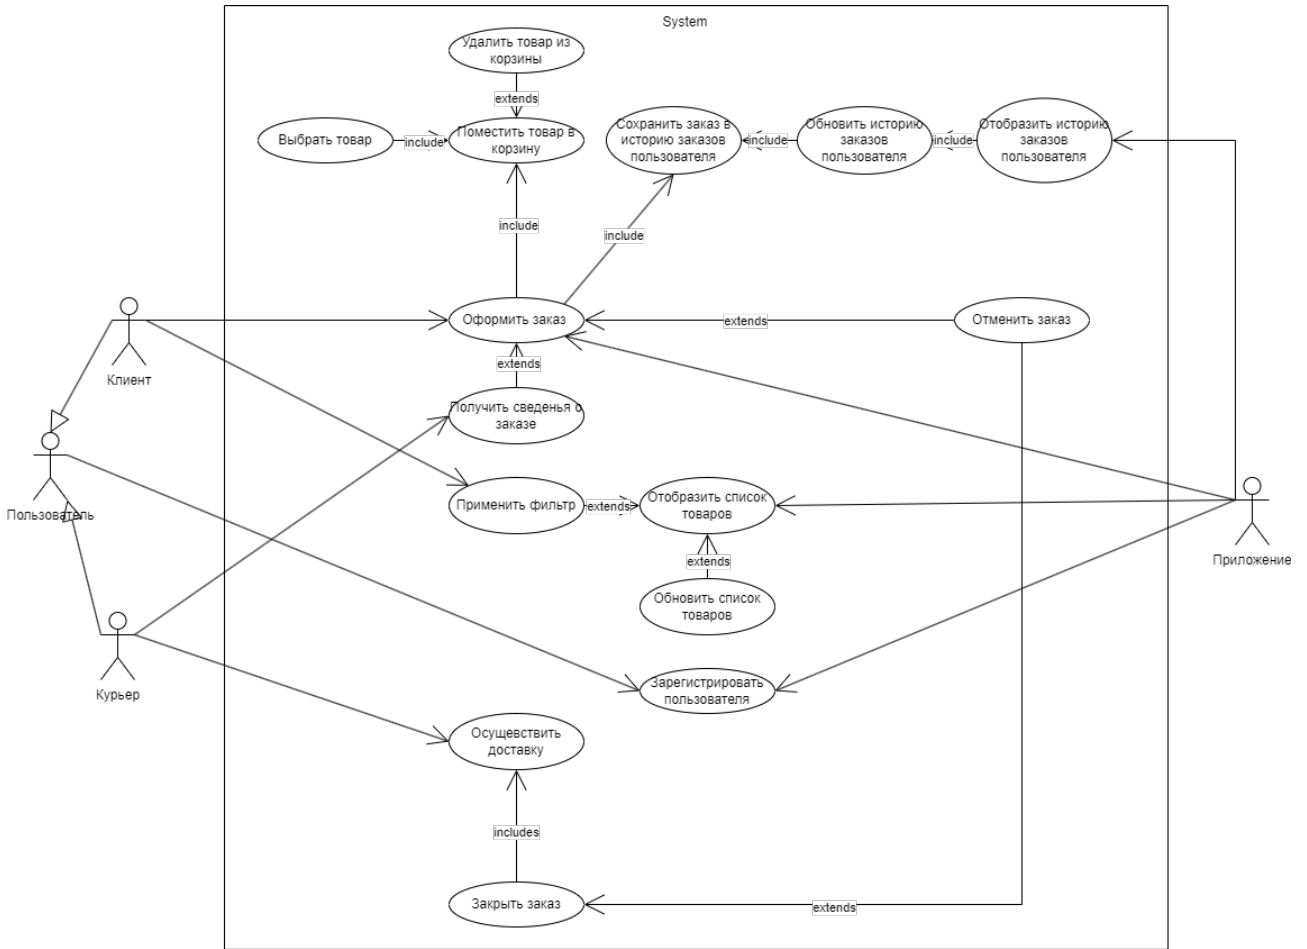 System
Удалить товар из
корзины
extends
Выбрать товар
include
Поместить товар в
корзину
Сохранить заказ в
историю заказов
пользователя
include
Обновить историю
заказов
пользователя
include
Отобразить историю
заказов
пользователя
include
include
Клиент
Оформить заказ
extends
Отменить заказ
extends
Получить сведенья о
заказе
Пользователь
Применить фильтр
extends
Отобразить список
товаров
Приложение
extends
Обновить список
товаров
Курьер
Зарегистрировать
пользователя
Осущевствить
доставку
includes
Закрыть заказ
extends